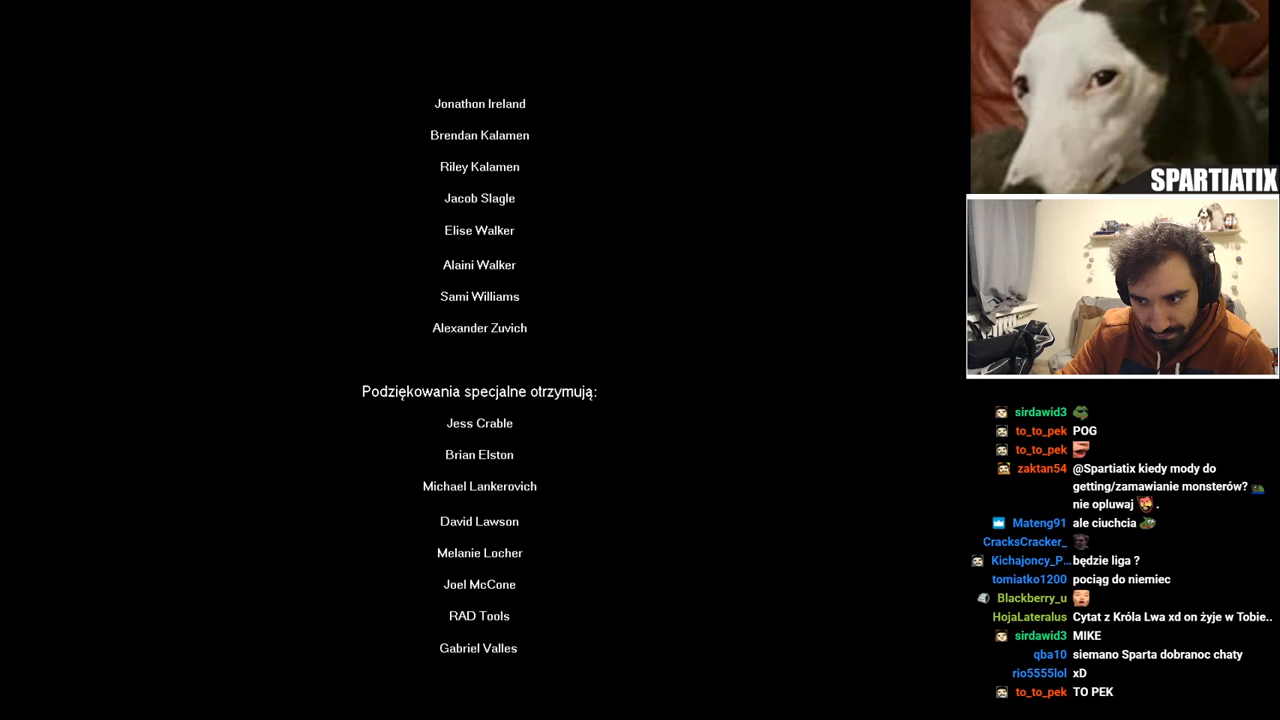 Jonathon Ireland
Brendan Kalamen
Riley Kalamen
Jacob Slagle
Elise Walker
Alaini Walker
Sami Williams
Alexander Zuvich
Podziękowania specjalne otrzymują:
Jess Crable
Brian Elston
Michael Lankerovich
David Lawson
Melanie Locher
Joel McCone
RAD Tools
Gabriel Valles
SPARTIATIX
sirdawid3
to_to_pek POG
to_to_pek
zaktan54 @Spartiatix kiedy mody do
getting/zamawianie monsterów?
nie opluwaj .
Mateng91 ale ciuchcia
CracksCracker_
Kichajoncy_P... będzie liga ?
tomiatko1200 pociąg do niemiec
Blackberry_u
HojaLateralus Cytat z Króla Lwa xd on żyje w Tobie..
sirdawid3 MIKE
qba10 siemano Sparta dobranoc chaty
rio5555lol xD
to_to_pek TO PEK